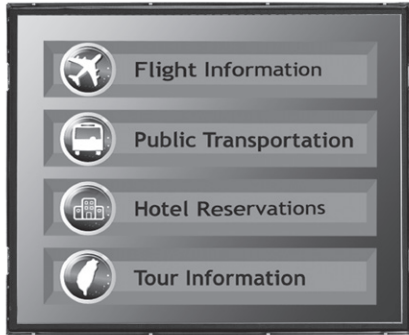 Flight Information
Public Transportation
Hotel Reservations
Tour Information